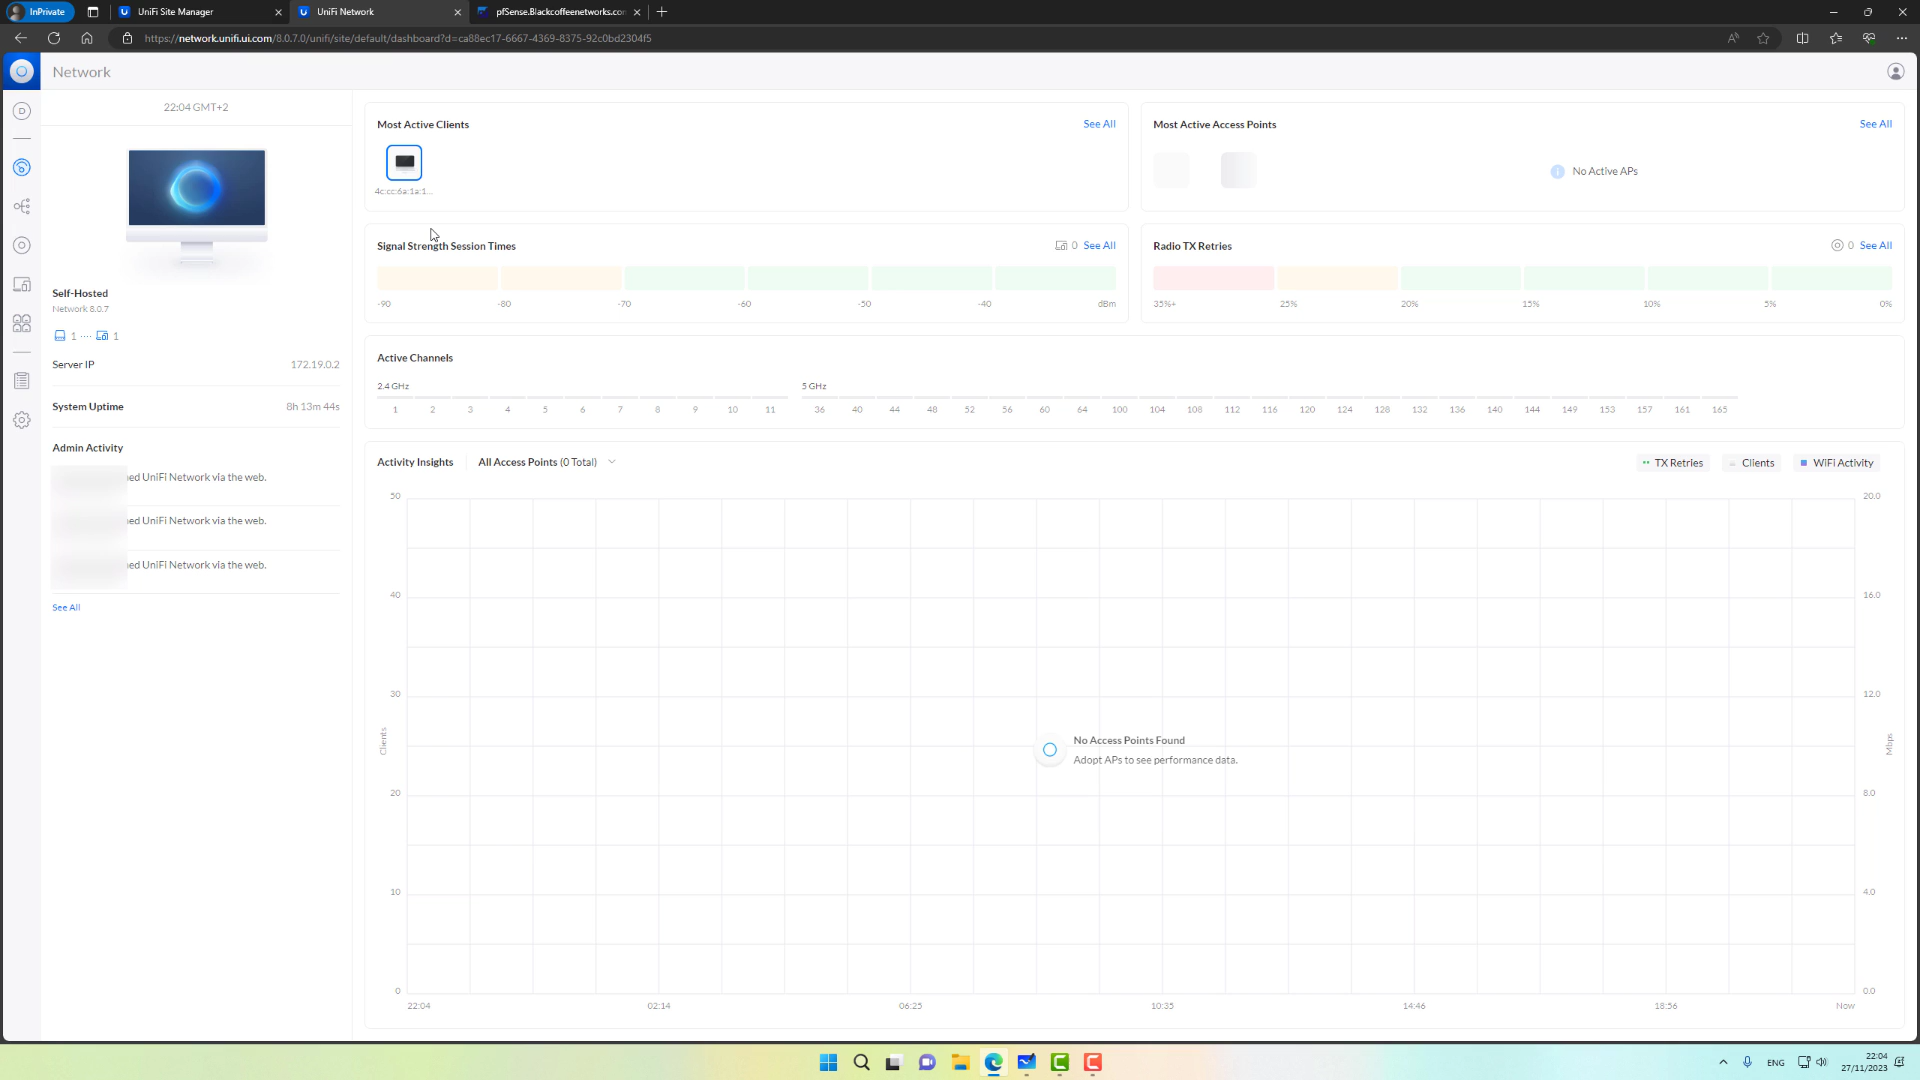 InPrivate
UniFi Site Manager
UniFi Network
pfSense.Blackcoffeenetworks.com
https://network.unifi.ui.com/8.0.7.0/unifi/site/default/dashboard?d=ca88ec17-6667-4369-8375-92c0bd2304f5
Network
22:04 GMT+2
Self-Hosted
Network 8.0.7
1 ···· 1
Server IP 172.19.0.2
System Uptime 8h 13m 44s
Admin Activity
ed UniFi Network via the web.
ed UniFi Network via the web.
ed UniFi Network via the web.
See All
Most Active Clients See All
4c:cc:6a:1a:1...
Most Active Access Points See All
No Active APs
Signal Strength Session Times 0 See All
-90 -80 -70 -60 -50 -40 dBm
Radio TX Retries 0 See All
35%+ 25% 20% 15% 10% 5% 0%
Active Channels
2.4 GHz
1 2 3 4 5 6 7 8 9 10 11
5 GHz
36 40 44 48 52 56 60 64 100 104 108 112 116 120 124 128 132 136 140 144 149 153 157 161 165
Activity Insights All Access Points (0 Total) TX Retries Clients WiFi Activity
50 20.0
40 16.0
30 12.0
Clients
Mbps
No Access Points Found
Adopt APs to see performance data.
20 8.0
10 4.0
0 0.0
22:04 02:14 06:25 10:35 14:46 18:56 Now
ENG
22:04
27/11/2023